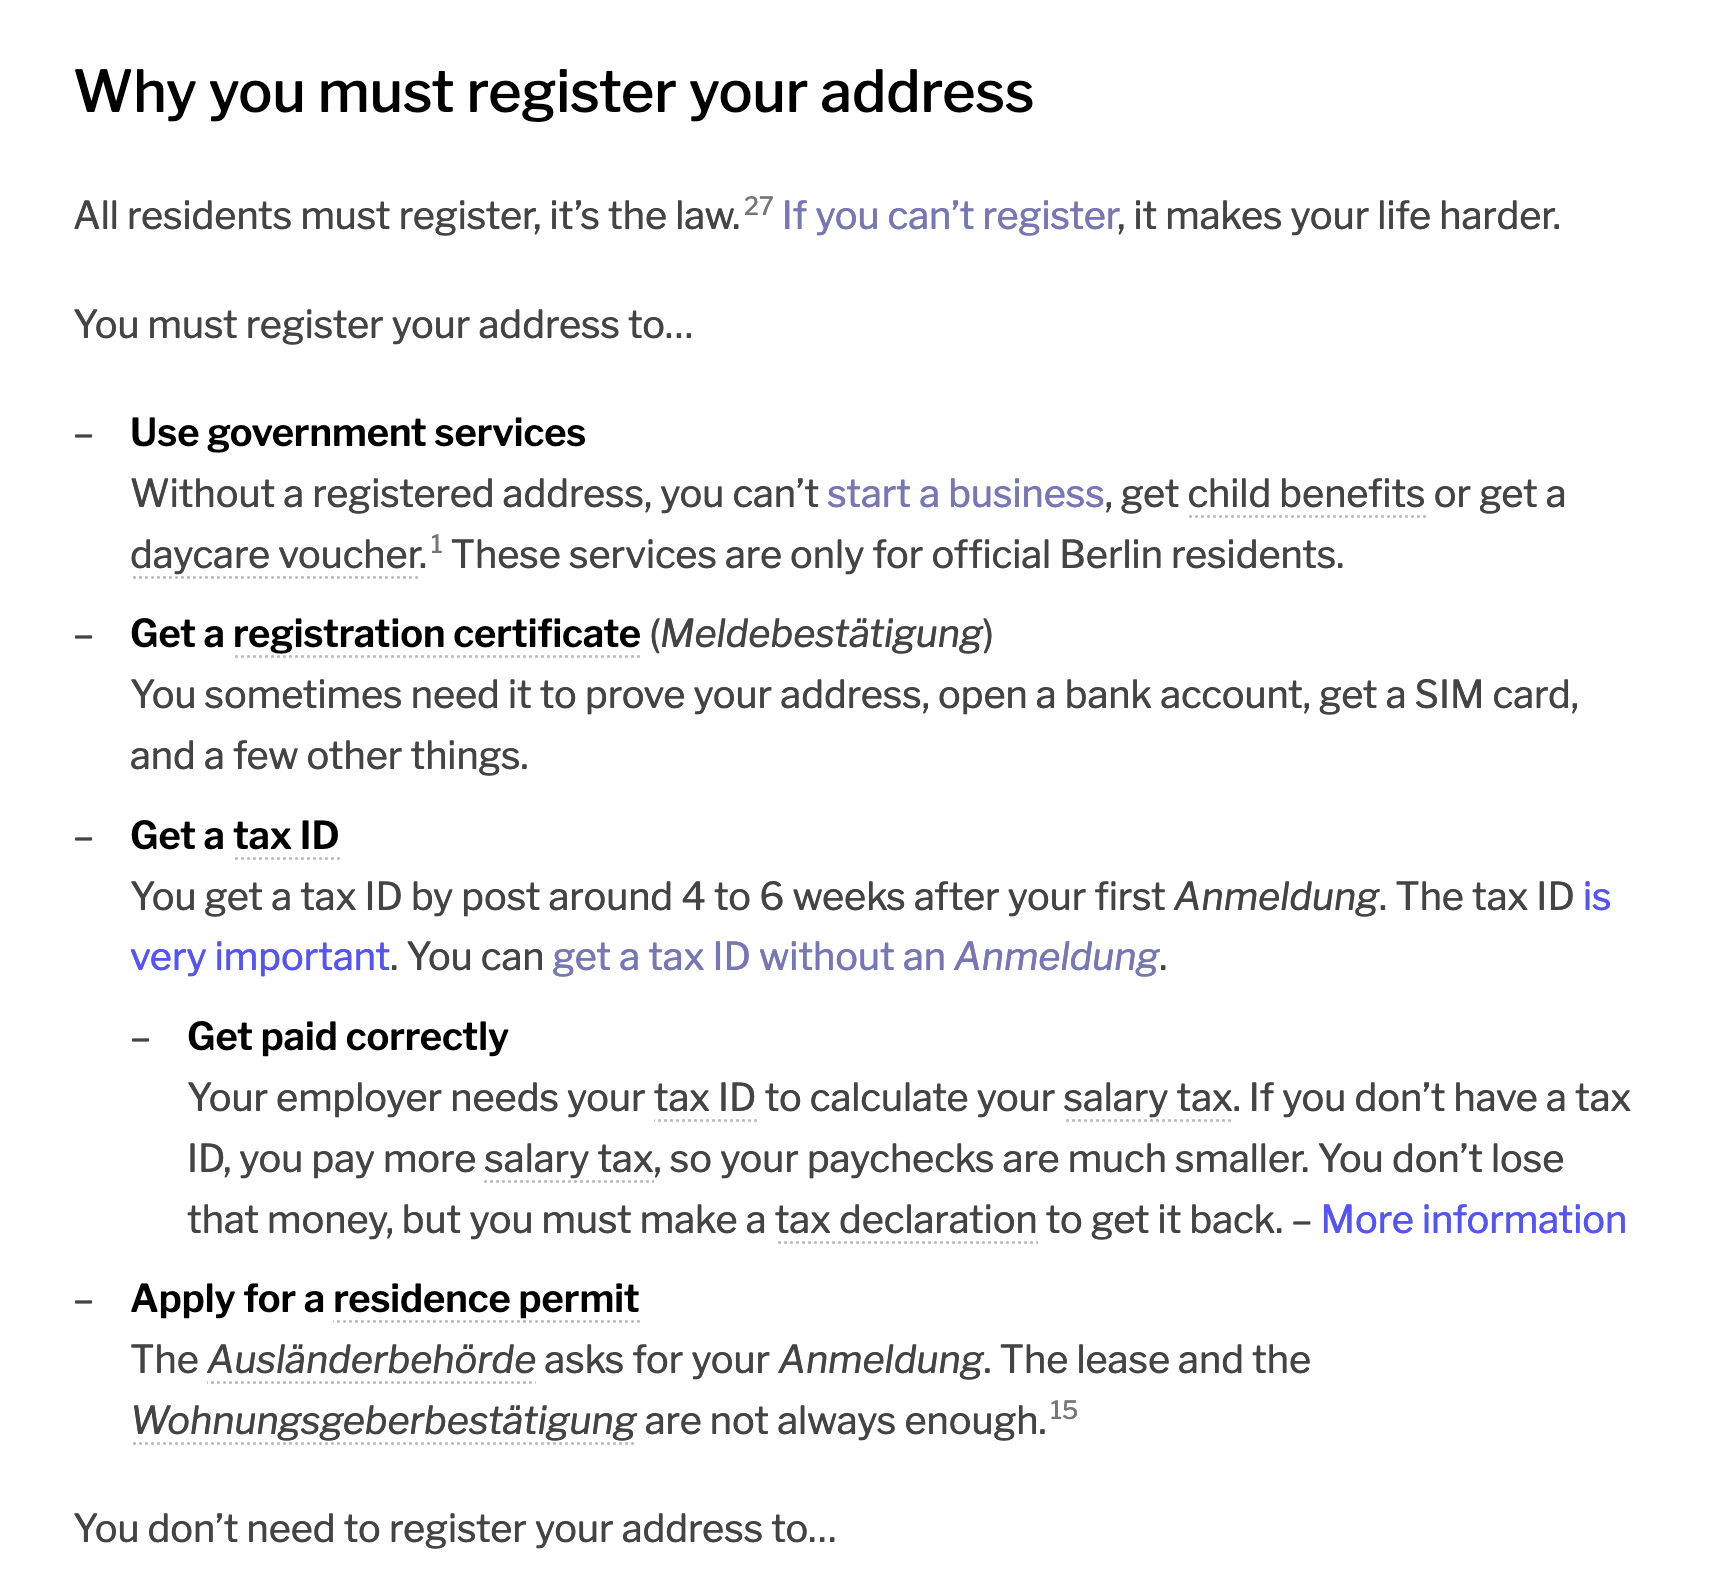 Why you must register your address
All residents must register, it’s the law.27 If you can’t register, it makes your life harder.
You must register your address to…
– Use government services
Without a registered address, you can’t start a business, get child benefits or get a
daycare voucher.1 These services are only for official Berlin residents.
– Get a registration certificate (Meldebestätigung)
You sometimes need it to prove your address, open a bank account, get a SIM card,
and a few other things.
– Get a tax ID
You get a tax ID by post around 4 to 6 weeks after your first Anmeldung. The tax ID is
very important. You can get a tax ID without an Anmeldung.
– Get paid correctly
Your employer needs your tax ID to calculate your salary tax. If you don’t have a tax
ID, you pay more salary tax, so your paychecks are much smaller. You don’t lose
that money, but you must make a tax declaration to get it back. – More information
– Apply for a residence permit
The Ausländerbehörde asks for your Anmeldung. The lease and the
Wohnungsgeberbestätigung are not always enough.15
You don’t need to register your address to…